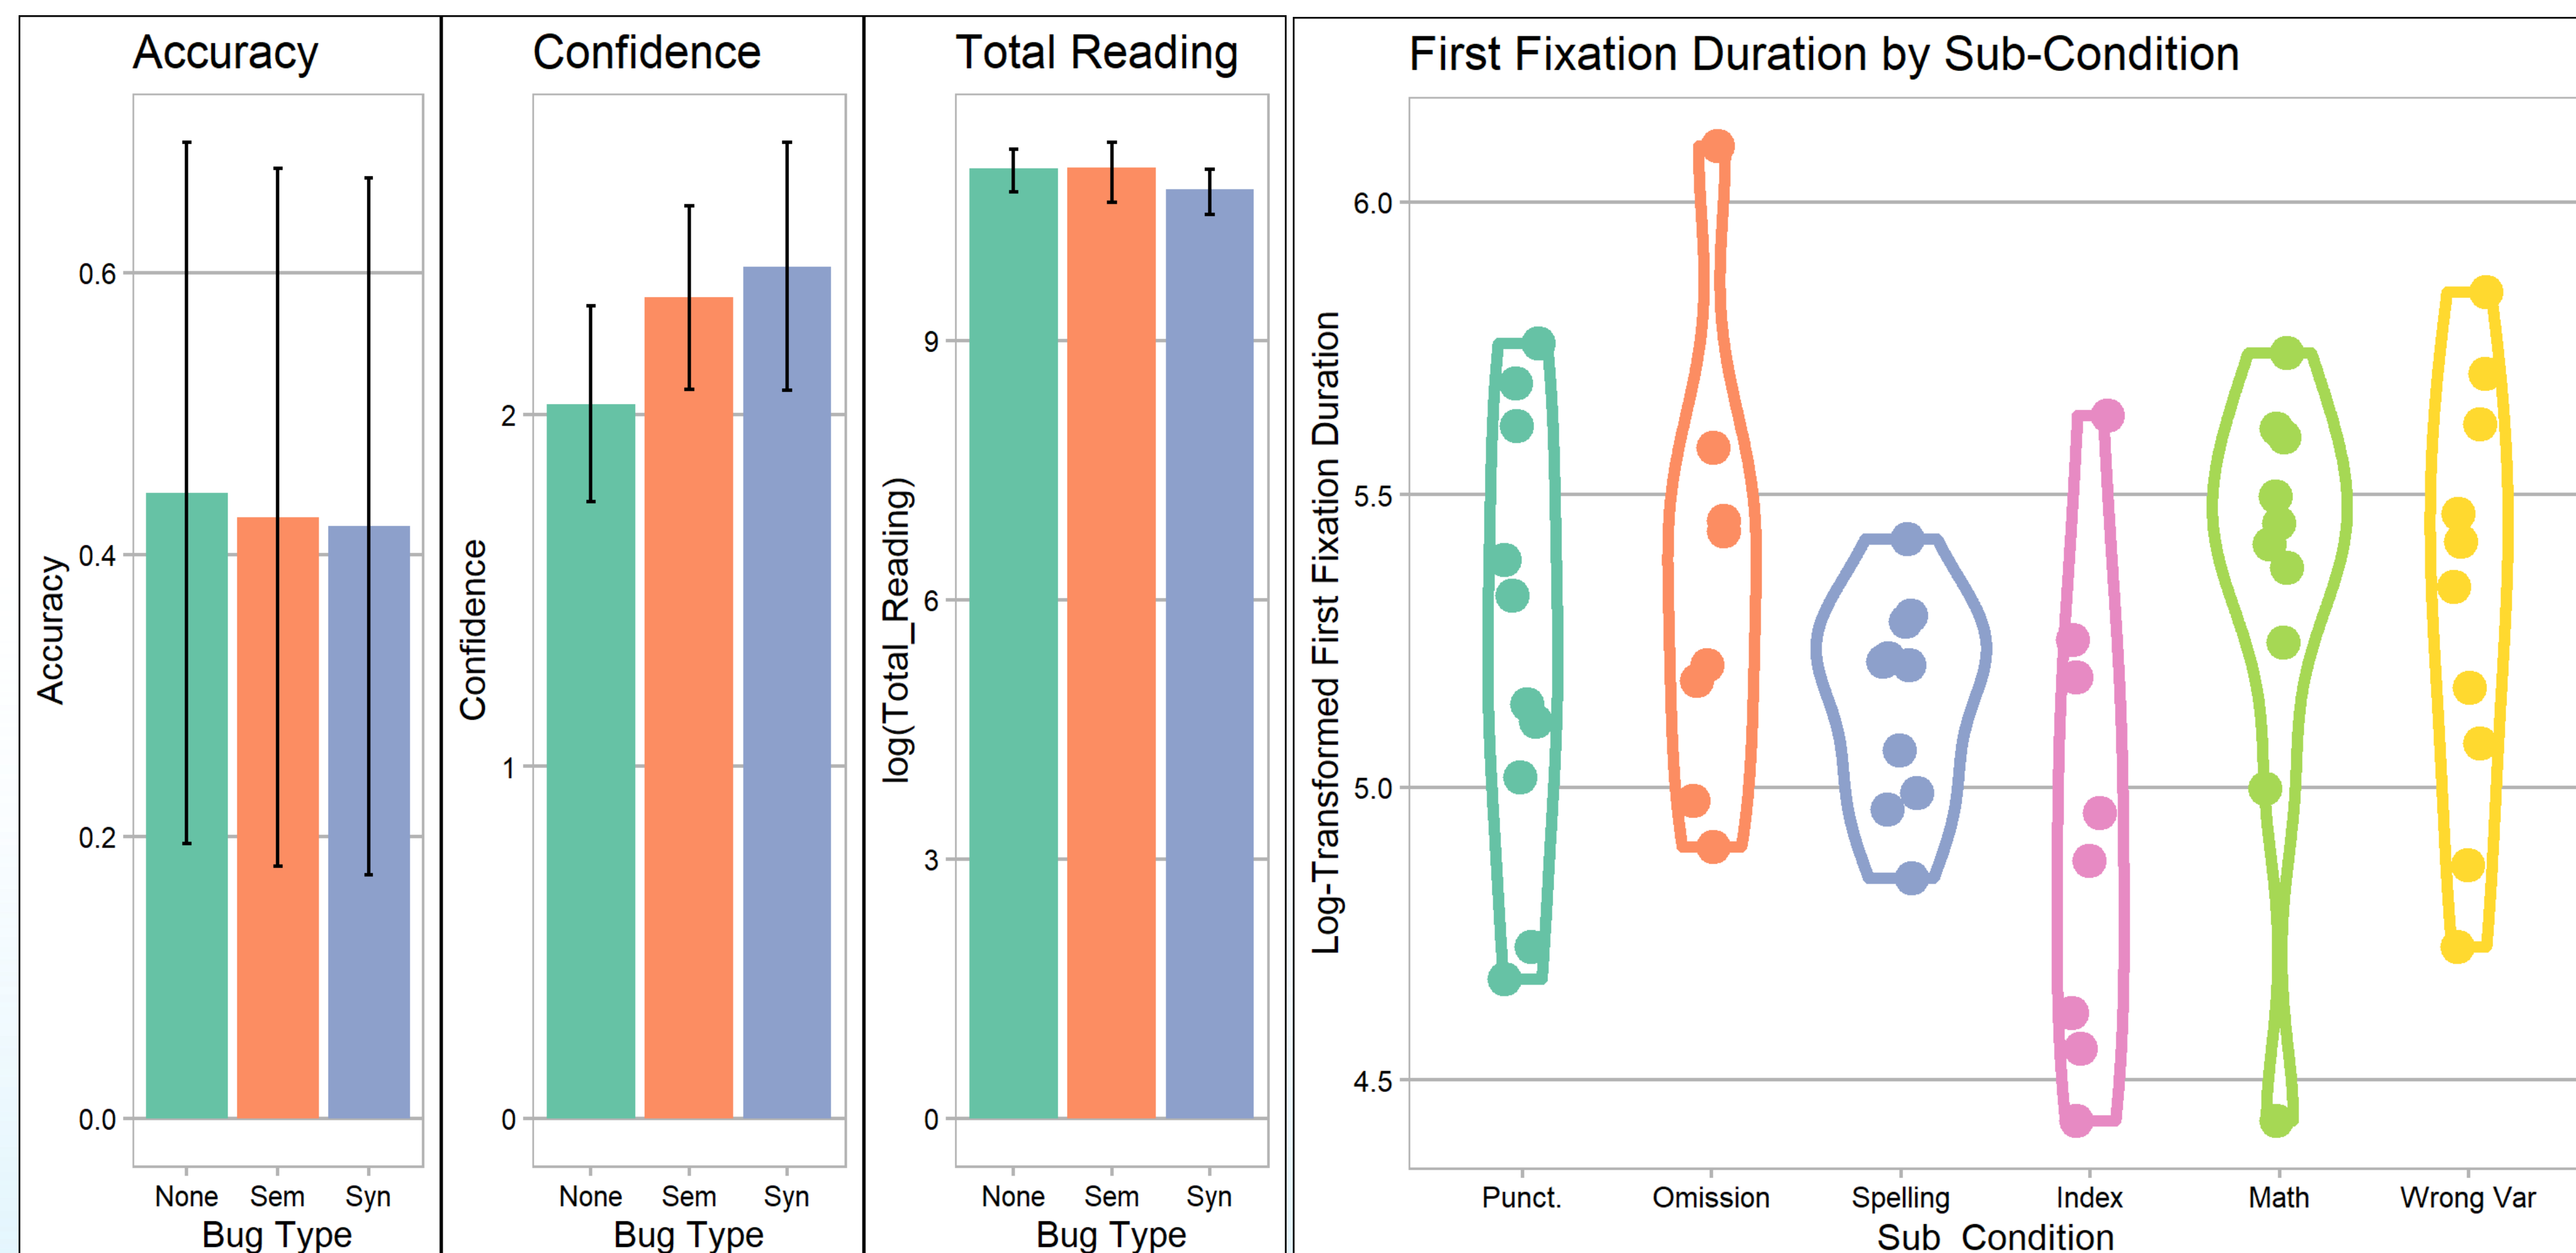 Accuracy
Accuracy
0.6
0.4
0.2
0.0
None Sem Syn
Bug Type
Confidence
Confidence
2
1
0
None Sem Syn
Bug Type
Total Reading
log(Total_Reading)
9
6
3
0
None Sem Syn
Bug Type
First Fixation Duration by Sub-Condition
Log-Transformed First Fixation Duration
6.0
5.5
5.0
4.5
Punct. Omission Spelling Index Math Wrong Var
Sub Condition